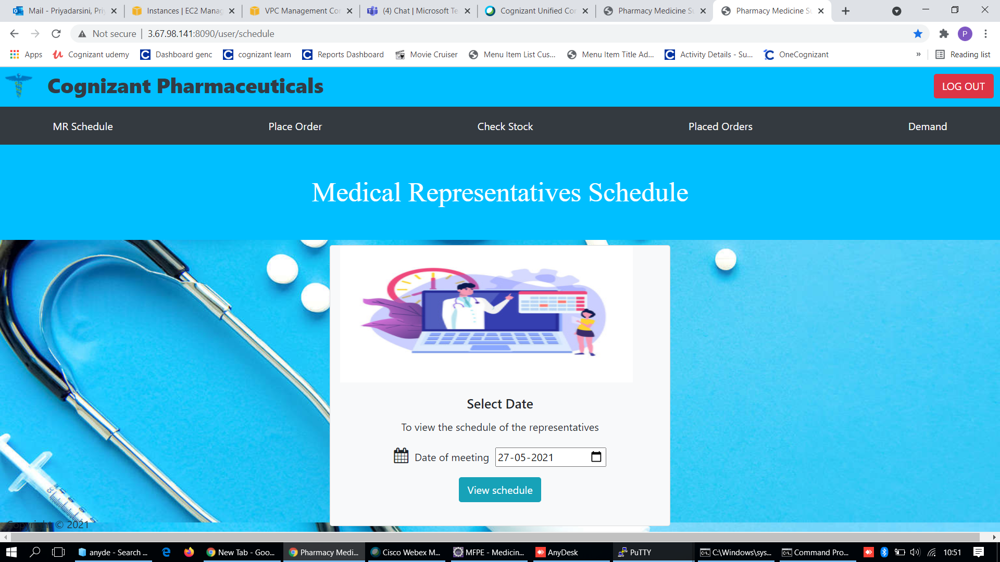 Mail - Priyadarsini, Pri
Instances | EC2 Manag
VPC Management Cor
(4) Chat | Microsoft Te
Cognizant Unified Cor
Pharmacy Medicine Su
Pharmacy Medicine Su
Not secure | 3.67.98.141:8090/user/schedule
P
Apps
Cognizant udemy
Dashboard genc
cognizant learn
Reports Dashboard
Movie Cruiser
Menu Item List Cus...
Menu Item Title Ad...
Activity Details - Su...
OneCognizant
»
Reading list
Cognizant Pharmaceuticals
LOG OUT
MR Schedule
Place Order
Check Stock
Placed Orders
Demand
Medical Representatives Schedule
Select Date
To view the schedule of the representatives
Date of meeting 27-05-2021
View schedule
Copyright © 2021
anyde - Search ...
New Tab - Goo...
Pharmacy Medi...
Cisco Webex M...
MFPE - Medicin...
AnyDesk
PuTTY
C:\Windows\sys...
Command Pro...
10:51